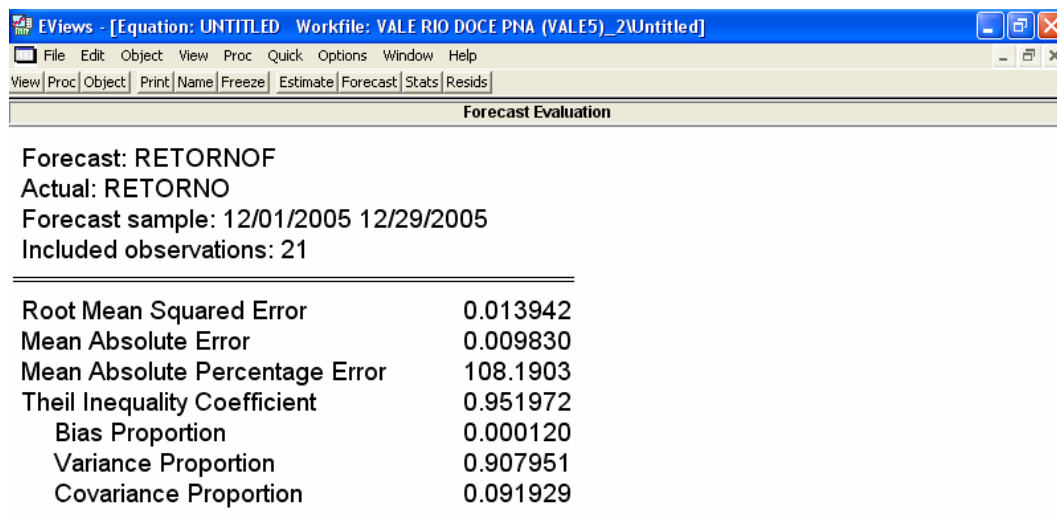 EViews - [Equation: UNTITLED Workfile: VALE RIO DOCE PNA (VALE5)_2\Untitled]
File Edit Object View Proc Quick Options Window Help
View Proc Object Print Name Freeze Estimate Forecast Stats Resids
Forecast Evaluation
Forecast: RETORNOF
Actual: RETORNO
Forecast sample: 12/01/2005 12/29/2005
Included observations: 21
Root Mean Squared Error 0.013942
Mean Absolute Error 0.009830
Mean Absolute Percentage Error 108.1903
Theil Inequality Coefficient 0.951972
Bias Proportion 0.000120
Variance Proportion 0.907951
Covariance Proportion 0.091929